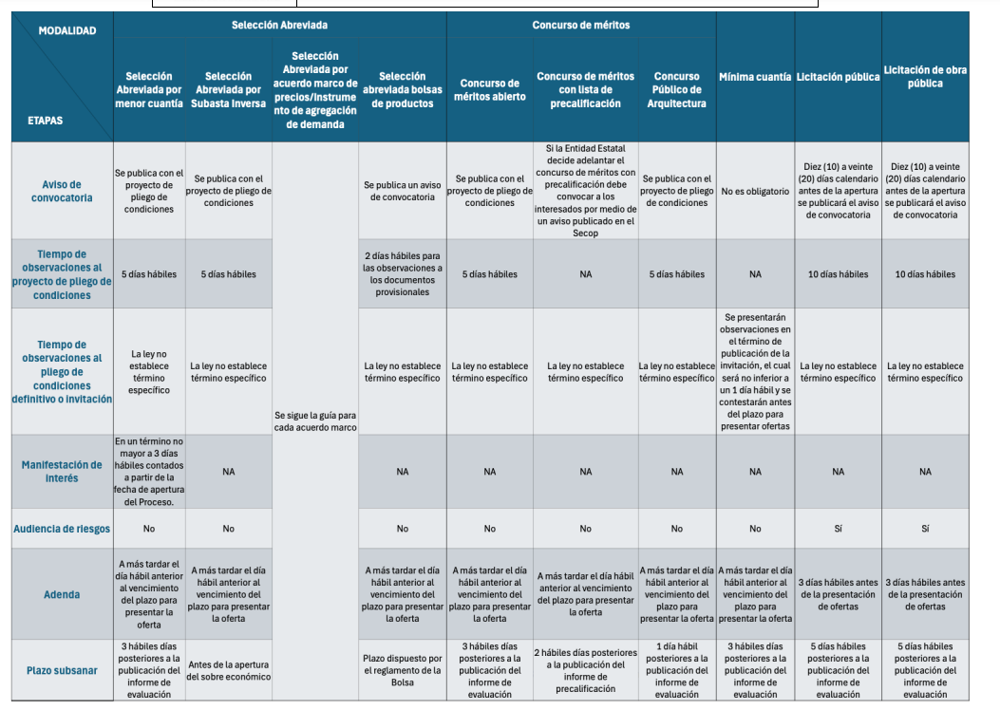 MODALIDAD
ETAPAS
Selección Abreviada
Concurso de méritos
Selección
Abreviada por
menor cuantía
Selección
Abreviada por
Subasta Inversa
Selección
Abreviada por
acuerdo marco de
precios/instrume
nto de agregación
de demanda
Selección
abreviada bolsas
de productos
Concurso de
méritos abierto
Concurso de méritos
con lista de
precalificación
Concurso
Público de
Arquitectura
Mínima cuantía
Licitación pública
Licitación de obra
pública
Aviso de
convocatoria
Se publica con el
proyecto de
pliego de
condiciones
Se publica con el
proyecto de pliego de
condiciones
Se sigue la guía para
cada acuerdo marco
Se publica un aviso
de convocatoria
Se publica con el
proyecto de pliego de
condiciones
Si la Entidad Estatal
decide adelantar el
concurso de méritos con
precalificación debe
convocar a los
interesados por medio de
un aviso publicado en el
Secop
Se publica con el
proyecto de pliego
de condiciones
No es obligatorio
Diez (10) a veinte
(20) días calendario
antes de la apertura
se publicará el aviso
de convocatoria
Diez (10) a veinte
(20) días calendario
antes de la apertura
se publicará el aviso
de convocatoria
Tiempo de
observaciones al
proyecto de pliego de
condiciones
5 días hábiles
5 días hábiles
2 días hábiles para
las observaciones a
los documentos
provisionales
5 días hábiles
NA
5 días hábiles
NA
10 días hábiles
10 días hábiles
Tiempo de
observaciones al
pliego de
condiciones
definitivo o invitación
La ley no
establece
término
específico
La ley no establece
término específico
La ley no establece
término específico
La ley no establece
término específico
La ley no establece
término específico
La ley no establece
término específico
Se presentarán
observaciones en
el término de
publicación de la
invitación, el cual
será no inferior a
un 1 día hábil y se
contestarán antes
del plazo para
presentar ofertas
La ley no establece
término específico
La ley no establece
término específico
Manifestación de
interés
En un término no
mayor a 3 días
hábiles contados
a partir de la
fecha de apertura
del Proceso.
NA
NA
NA
NA
NA
NA
NA
NA
Audiencia de riesgos
No
No
No
No
No
No
No
Sí
Sí
Adenda
A más tardar el
día hábil anterior
al vencimiento
del plazo para
presentar la
oferta
A más tardar el día
hábil anterior al
vencimiento del
plazo para presentar
la oferta
A más tardar el día
hábil anterior al
vencimiento del
plazo para presentar
la oferta
A más tardar el día
hábil anterior al
vencimiento del
plazo para presentar
la oferta
A más tardar el día hábil
anterior al vencimiento
del plazo para presentar
la oferta
A más tardar el día
hábil anterior al
vencimiento del
plazo para
presentar la oferta
A más tardar el día
hábil anterior al
vencimiento del
plazo para
presentar la oferta
3 días hábiles antes
de la presentación
de ofertas
3 días hábiles antes
de la presentación
de ofertas
Plazo subsanar
3 hábiles días
posteriores a la
publicación del
informe de
evaluación
Antes de la apertura
del sobre económico
Plazo dispuesto por
el reglamento de la
Bolsa
3 hábiles días
posteriores a la
publicación del
informe de
evaluación
2 hábiles días posteriores
a la publicación del
informe de
precalificación
1 día hábil
posteriores a la
publicación del
informe de
evaluación
3 hábiles días
posteriores a la
publicación del
informe de
evaluación
5 días hábiles
posteriores a la
publicación del
informe de
evaluación
5 días hábiles
posteriores a la
publicación del
informe de
evaluación